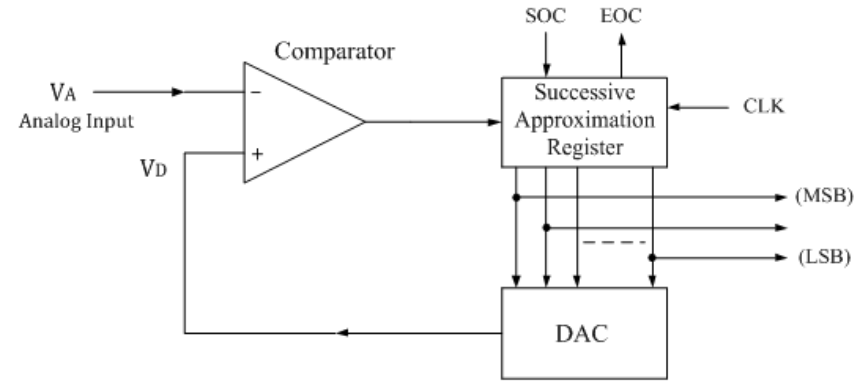 SOC EOC
Comparator
VA
Analog Input
−
Successive
Approximation
Register
CLK
+
VD
(MSB)
(LSB)
DAC